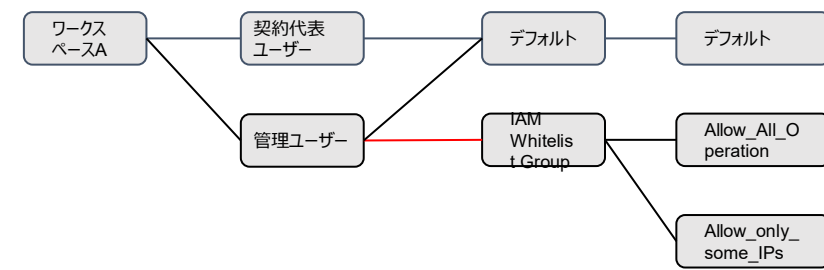 ワークス
ペースA
契約代表
ユーザー
デフォルト
デフォルト
管理ユーザー
IAM
Whitelis
t Group
Allow_All_O
peration
Allow_only_
some_IPs